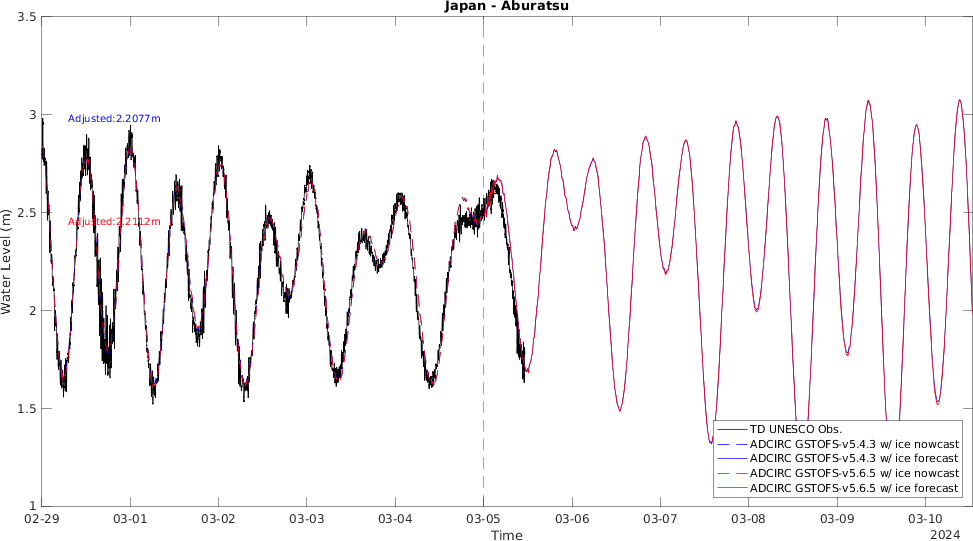 Japan - Aburatsu
3.5
3
2.5
2
1.5
1
Water Level (m)
Adjusted:2.2077m
Adjusted:2.2112m
TD UNESCO Obs.
ADCIRC GSTOFS-v5.4.3 w/ ice nowcast
ADCIRC GSTOFS-v5.4.3 w/ ice forecast
ADCIRC GSTOFS-v5.6.5 w/ ice nowcast
ADCIRC GSTOFS-v5.6.5 w/ ice forecast
02-29 03-01 03-02 03-03 03-04 03-05 03-06 03-07 03-08 03-09 03-10
Time
2024